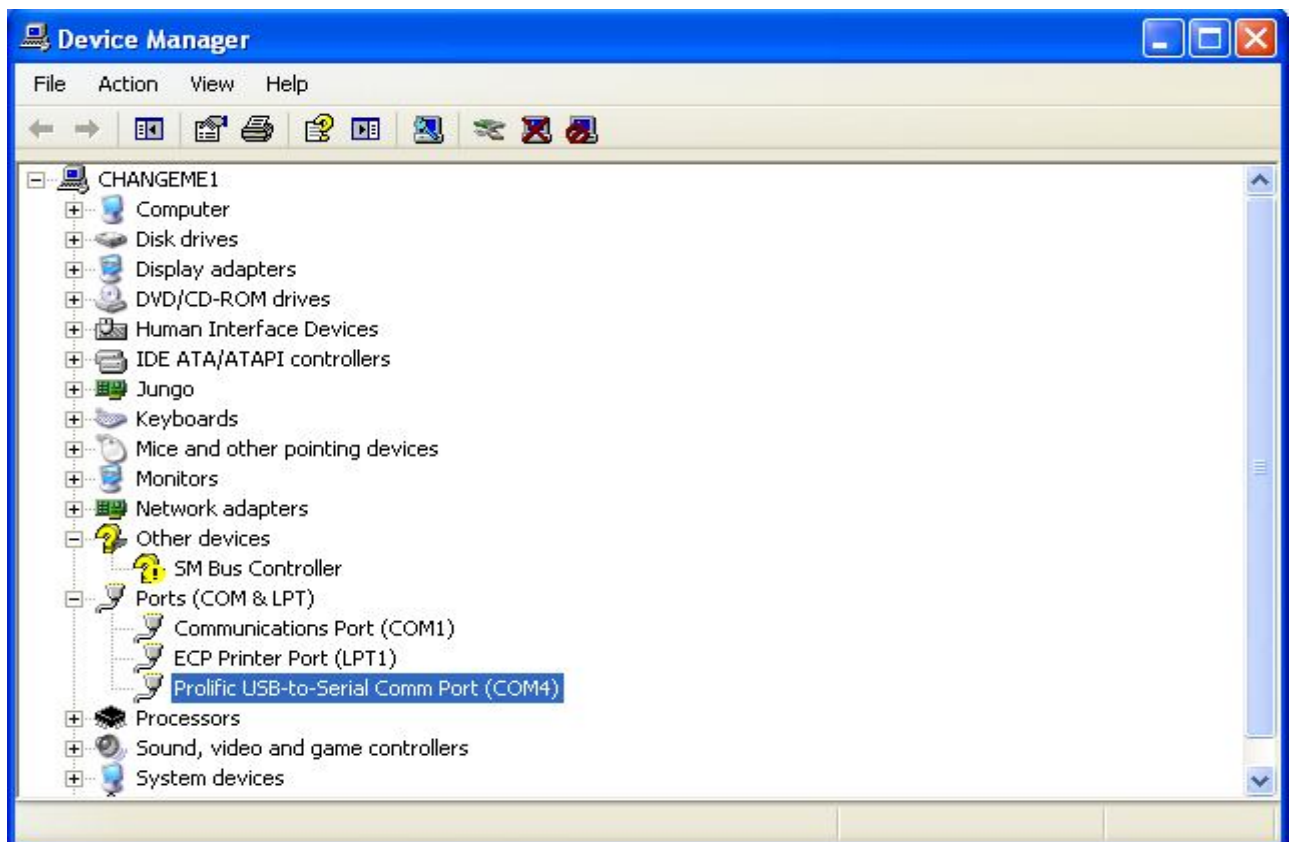 Device Manager
File Action View Help
CHANGEME1
Computer
Disk drives
Display adapters
DVD/CD-ROM drives
Human Interface Devices
IDE ATA/ATAPI controllers
Jungo
Keyboards
Mice and other pointing devices
Monitors
Network adapters
Other devices
SM Bus Controller
Ports (COM & LPT)
Communications Port (COM1)
ECP Printer Port (LPT1)
Prolific USB-to-Serial Comm Port (COM4)
Processors
Sound, video and game controllers
System devices